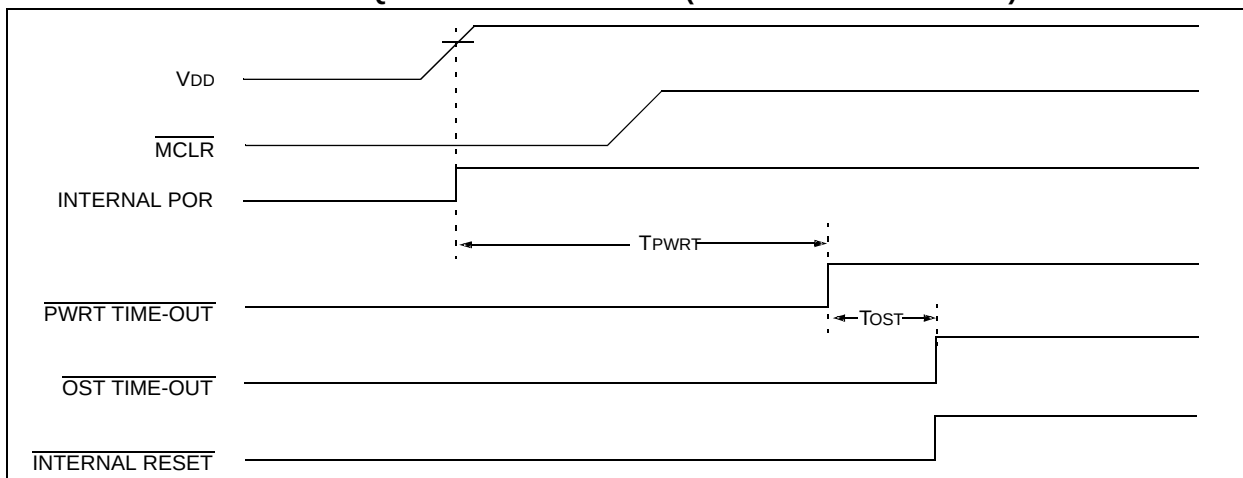 VDD
MCLR
INTERNAL POR
TPWRT
PWRT TIME-OUT
TOST
OST TIME-OUT
INTERNAL RESET